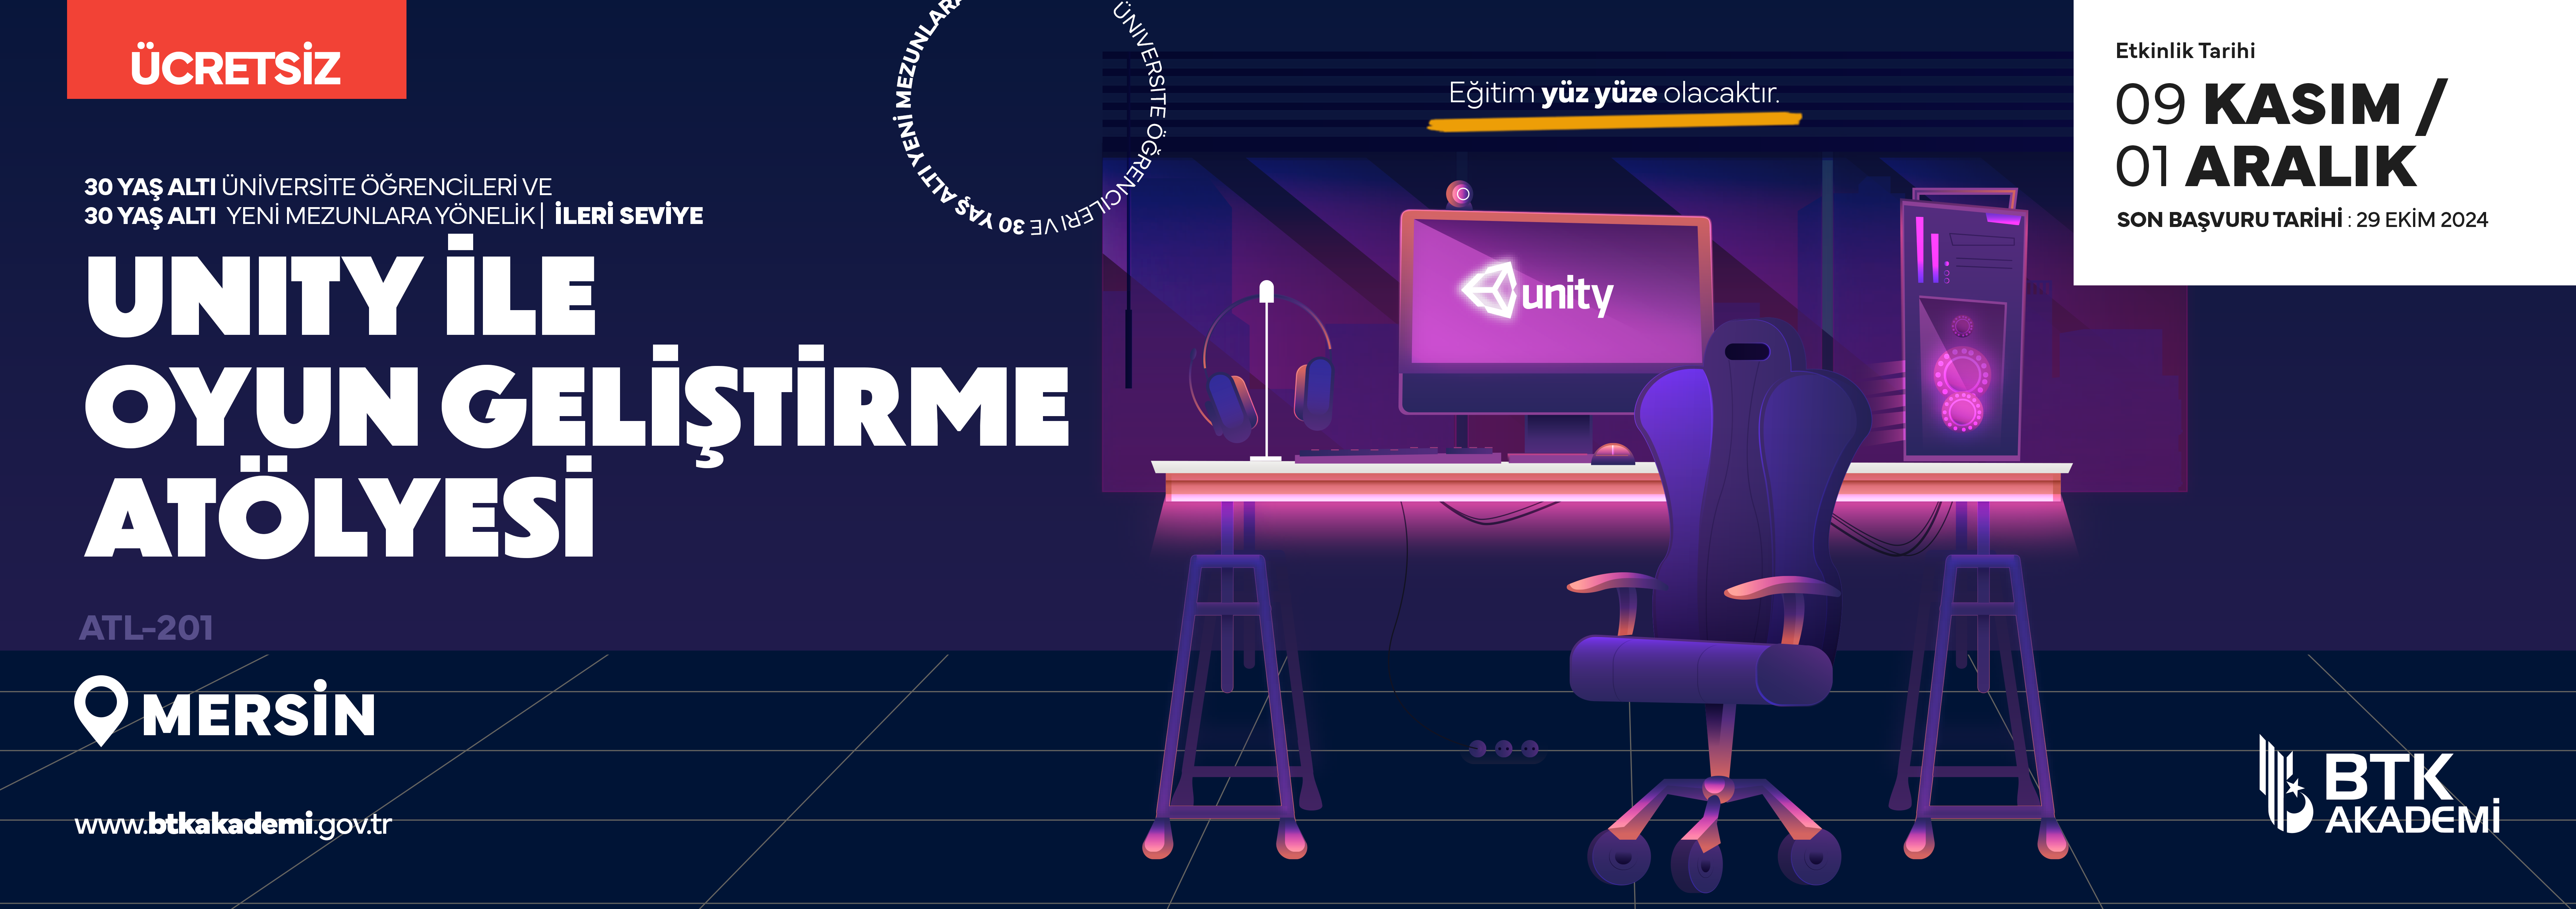 ÜCRETSİZ
30 YAŞ ALTI ÜNİVERSİTE ÖĞRENCİLERİ VE
30 YAŞ ALTI YENİ MEZUNLARA YÖNELİK | İLERİ SEVİYE
UNITY İLE
OYUN GELİŞTİRME
ATÖLYESİ
ATL-201
MERSİN
www.btkakademi.gov.tr
ÜNİVERSİTE ÖĞRENCİLERİ VE 30 YAŞ ALTI YENİ MEZUNLARA
Eğitim yüz yüze olacaktır.
unity
Etkinlik Tarihi
09 KASIM /
01 ARALIK
SON BAŞVURU TARİHİ : 29 EKİM 2024
BTK
AKADEMİ